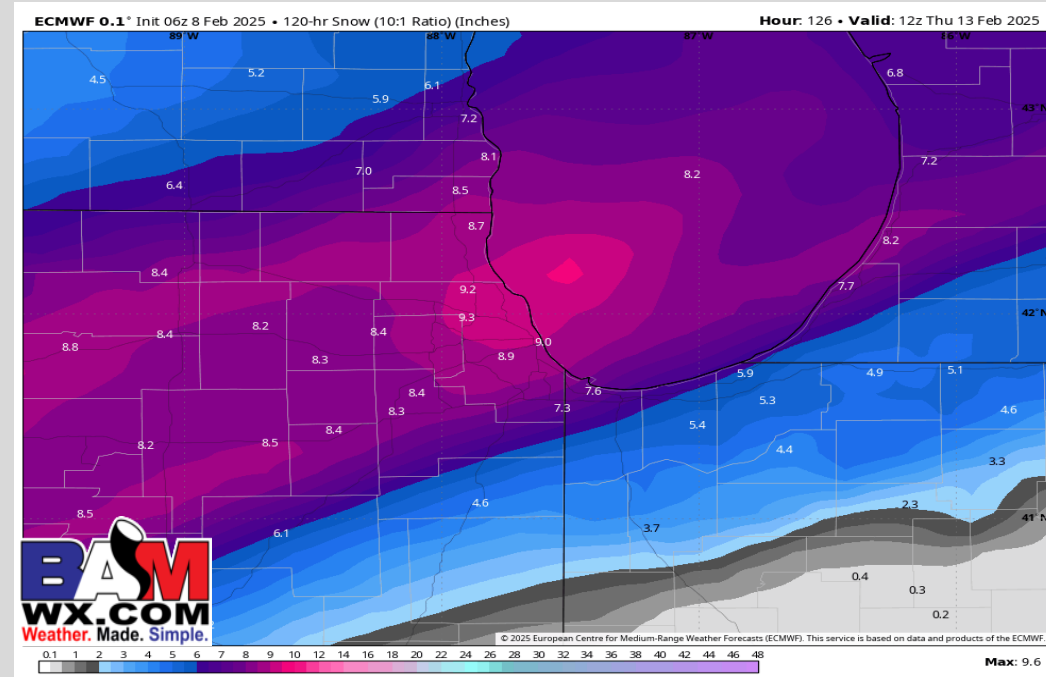 ECMWF 0.1° Init 06z 8 Feb 2025 • 120-hr Snow (10:1 Ratio) (Inches)
Hour: 126 • Valid: 12z Thu 13 Feb 2025
89°W 88°W 87°W 86°W
4.5 5.2 5.9 6.1 6.8
7.2 43°N
8.1 7.2
6.4 7.0 8.5 8.2
8.7 8.2
8.4 9.2 7.7
8.8 8.4 8.2 8.4 9.3 42°N
8.3 8.9 9.0
8.4 7.6 5.9 4.9 5.1
8.3 7.3 5.3 4.6
8.2 8.5 8.4 5.4
4.4 3.3
8.5 4.6 2.3 41°N
6.1 3.7
0.4 0.3
0.2
BAM
WX.COM
Weather. Made. Simple.
© 2025 European Centre for Medium-Range Weather Forecasts (ECMWF). This service is based on data and products of the ECMWF.
0.1 1 2 3 4 5 6 7 8 9 10 12 14 16 18 20 22 24 26 28 30 32 34 36 38 40 42 44 46 48
Max: 9.6